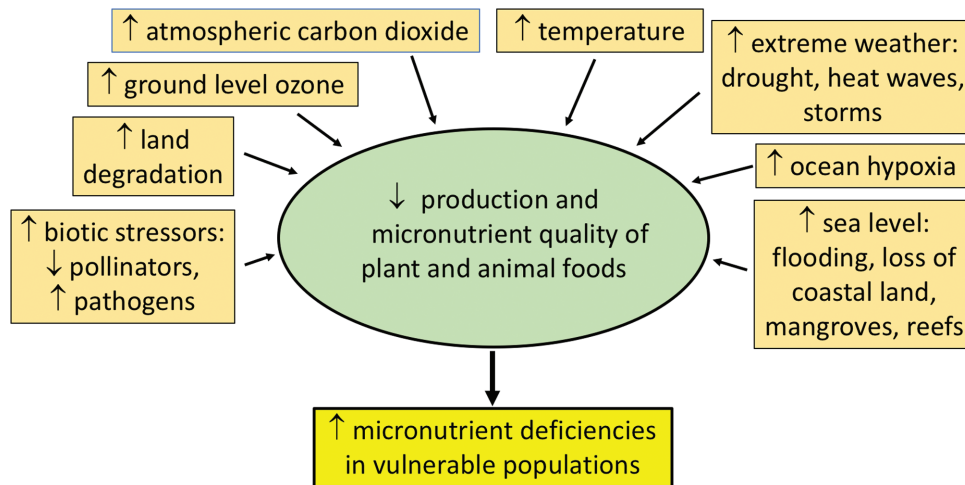 ↑ atmospheric carbon dioxide
↑ temperature
↑ extreme weather:
drought, heat waves,
storms
↑ ground level ozone
↑ land
degradation
↑ ocean hypoxia
↑ biotic stressors:
↓ pollinators,
↑ pathogens
↓ production and
micronutrient quality of
plant and animal foods
↑ sea level:
flooding, loss of
coastal land,
mangroves, reefs
↑ micronutrient deficiencies
in vulnerable populations